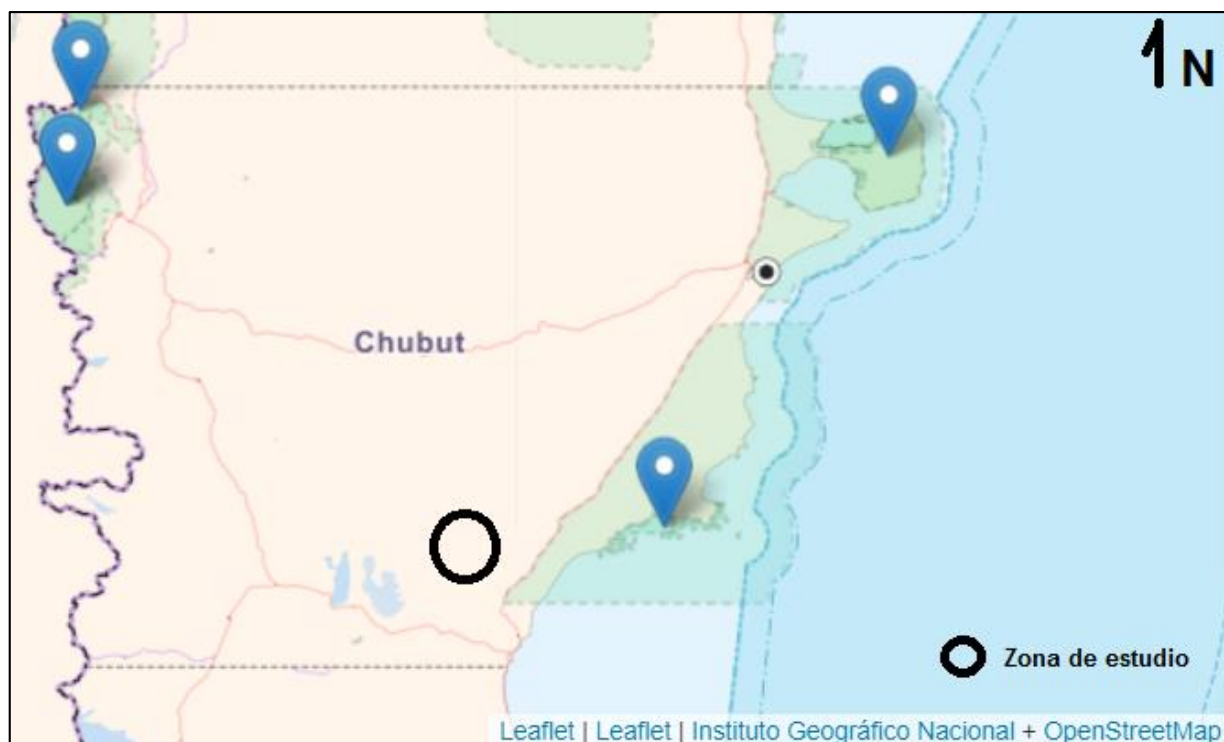 N
Chubut
Zona de estudio
Leaflet | Leaflet | Instituto Geográfico Nacional + OpenStreetMap